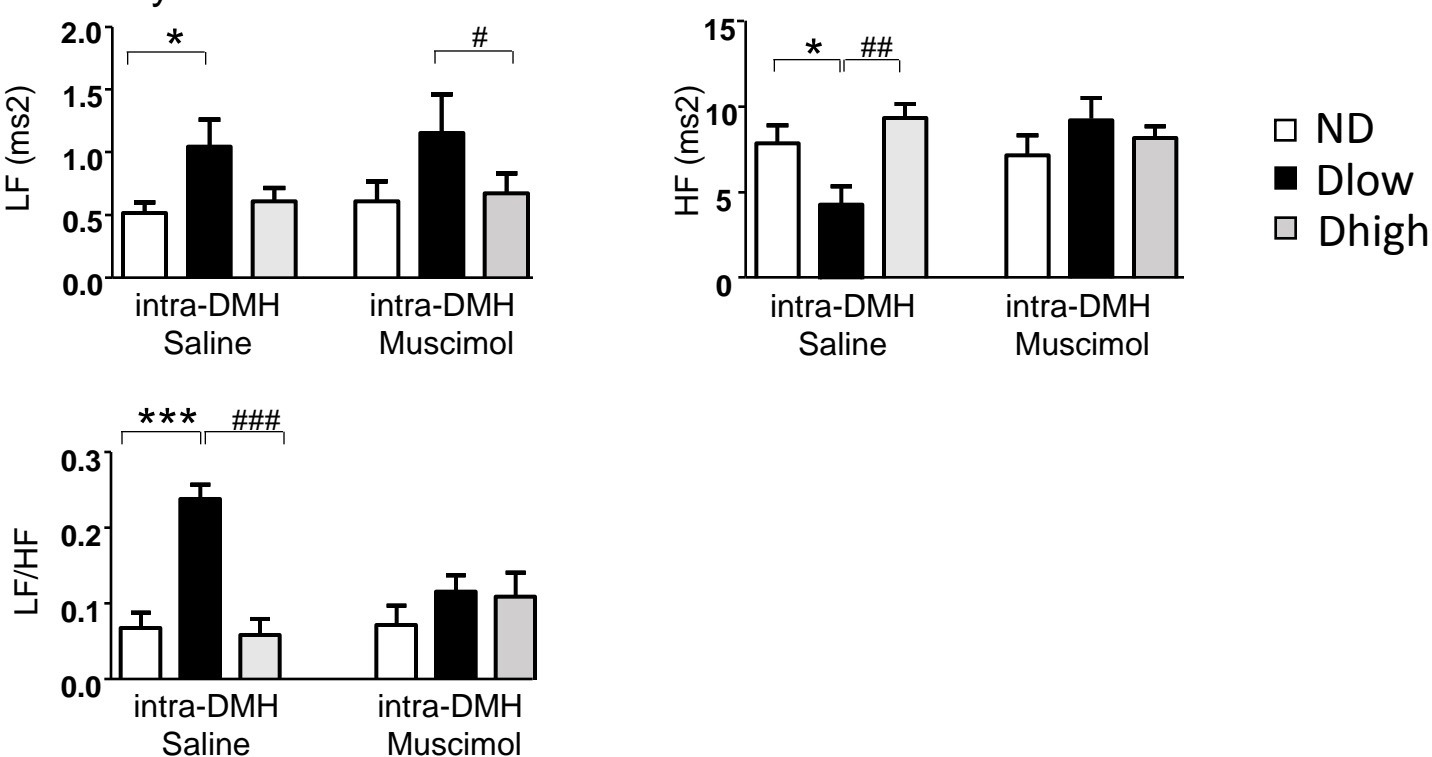 2.0
1.5
1.0
0.5
0.0
LF (ms2)
*
#
intra-DMH
Saline
intra-DMH
Muscimol
15
10
5
0
HF (ms2)
*
##
intra-DMH
Saline
intra-DMH
Muscimol
ND
Dlow
Dhigh
***
###
0.3
0.2
0.1
0.0
LF/HF
intra-DMH
Saline
intra-DMH
Muscimol